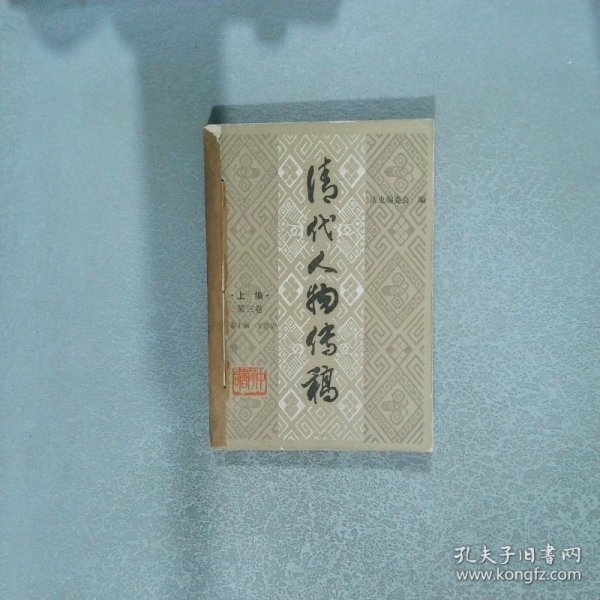 清代人物传稿
清史编委会 编
·上编·
第三卷
孔夫子旧书网
www.kongfz.com